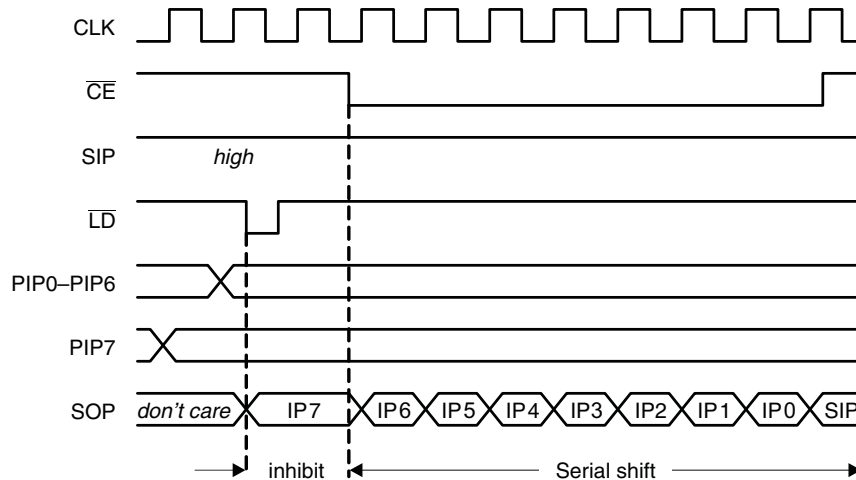 CLK
CE
SIP
high
LD
PIP0–PIP6
PIP7
SOP
don't care IP7 IP6 IP5 IP4 IP3 IP2 IP1 IP0 SIP
inhibit
Serial shift